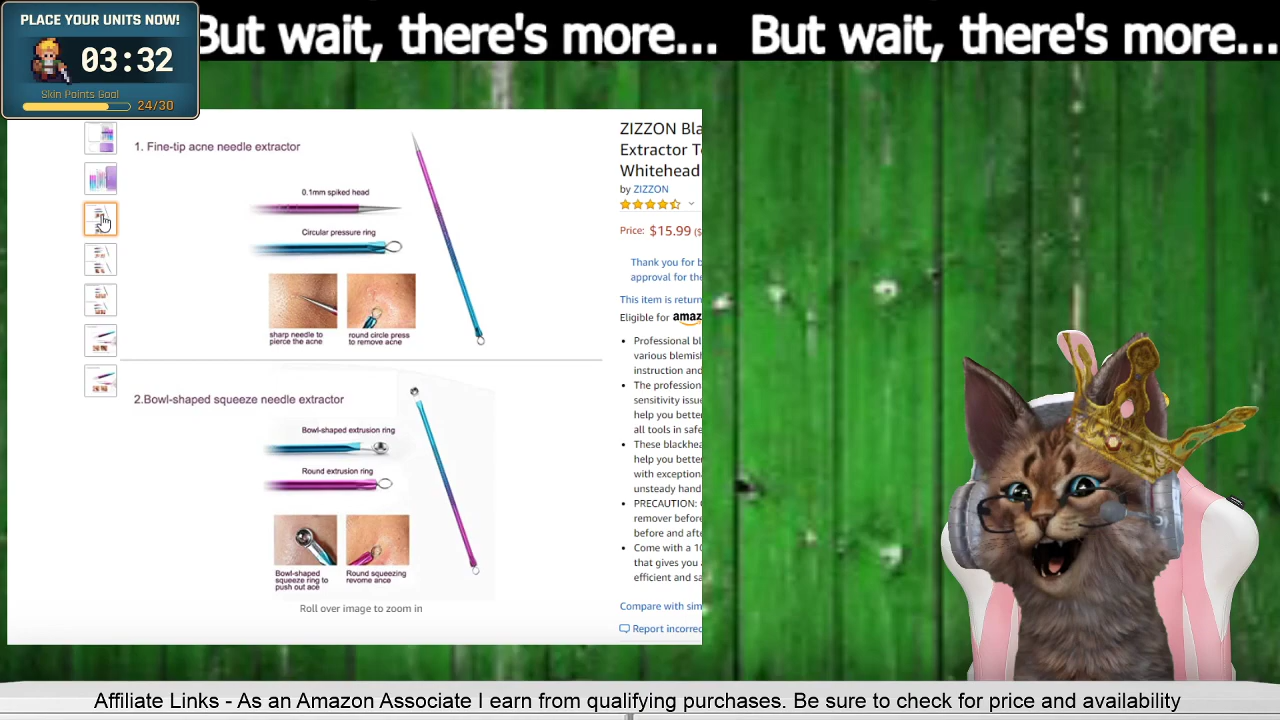 PLACE YOUR UNITS NOW!
03:32
Skin Points Goal
24/30
But wait, there's more... But wait, there's more...
1. Fine-tip acne needle extractor
0.1mm spiked head
Circular pressure ring
sharp needle to
pierce the acne
round circle press
to remove acne
2.Bowl-shaped squeeze needle extractor
Bowl-shaped extrusion ring
Round extrusion ring
Bowl-shaped
squeeze ring to
push out ace
Round squeezing
revome ance
Roll over image to zoom in
ZIZZON Bla
Extractor T
Whitehead
by ZIZZON
Price: $15.99 ($
Thank you for b
approval for the
This item is return
Eligible for amaz
Professional bl
various blemish
instruction and
The profession
sensitivity issue
help you better
all tools in safe
These blackhea
help you bette
with exception
unsteady hand
PRECAUTION: C
remover before
before and afte
Come with a 10
that gives you
efficient and sa
Compare with sim
Report incorrec
Affiliate Links - As an Amazon Associate I earn from qualifying purchases. Be sure to check for price and availability